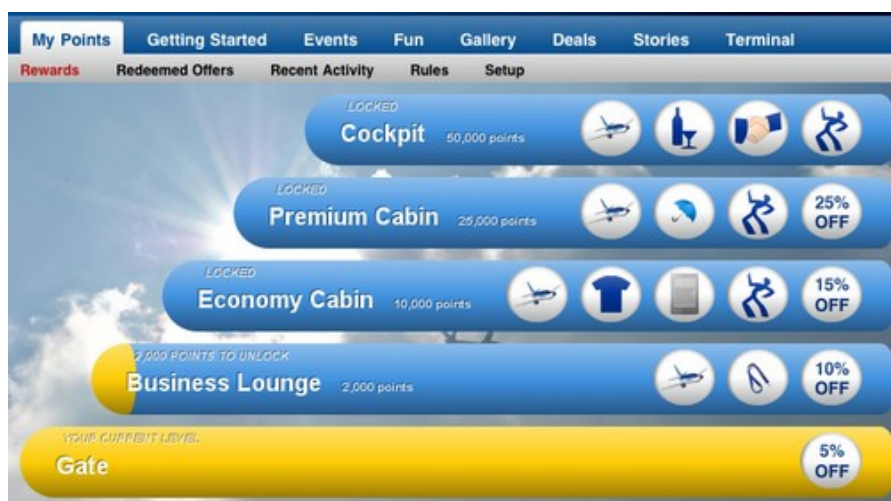 My Points Getting Started Events Fun Gallery Deals Stories Terminal
Rewards Redeemed Offers Recent Activity Rules Setup
LOCKED
Cockpit 50,000 points
LOCKED
Premium Cabin 25,000 points
25%
OFF
LOCKED
Economy Cabin 10,000 points
15%
OFF
2,000 POINTS TO UNLOCK
Business Lounge 2,000 points
10%
OFF
YOUR CURRENT LEVEL
Gate
5%
OFF